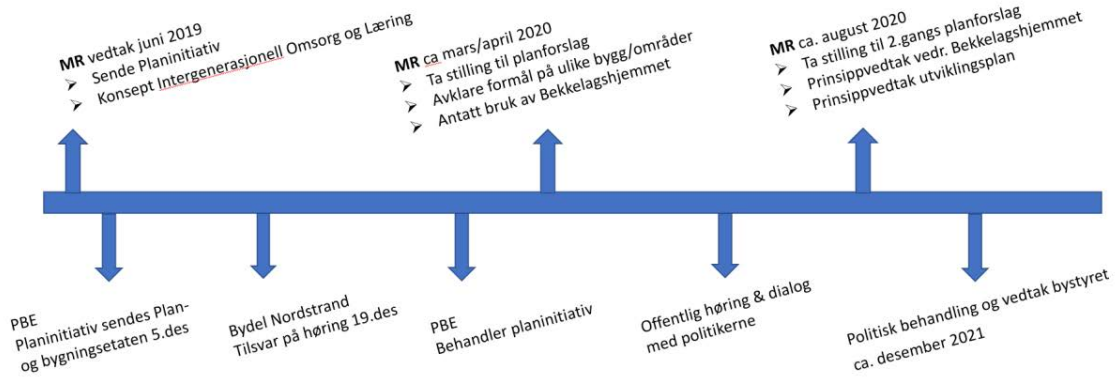 MR vedtak juni 2019
➢ Sende Planinitiativ
➢ Konsept Intergenerasjonell Omsorg og Læring
MR ca mars/april 2020
➢ Ta stilling til planforslag
➢ Avklare formål på ulike bygg/områder
➢ Antatt bruk av Bekkelagshjemmet
MR ca. august 2020
➢ Ta stilling til 2.gangs planforslag
➢ Prinsippvedtak vedr. Bekkelagshjemmet
➢ Prinsippvedtak utviklingsplan
PBE
Planinitiativ sendes Plan-
og bygningsetaten 5.des
Bydel Nordstrand
Tilsvar på høring 19.des
PBE
Behandler planinitiativ
Offentlig høring & dialog
med politikerne
Politisk behandling og vedtak bystyret
ca. desember 2021